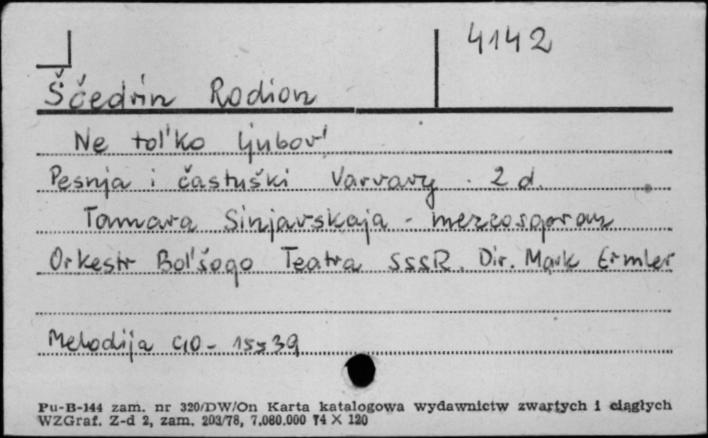 4142
Ščedrin Rodion
Ne tol'ko ljubov'
Pesnja i častuški Varvary. 2 d.
Tamara Sinjavskaja - mezzosopran
Orkestr Bol'šogo Teatra SSSR. Dir. Mark Ermler
Melodija C10-15539
Pu-B-144 zam. nr 320/DW/On Karta katalogowa wydawnictw zwartych i ciągłych
WZGraf. Z-d 2, zam. 203/78, 7.080.000 74 X 120